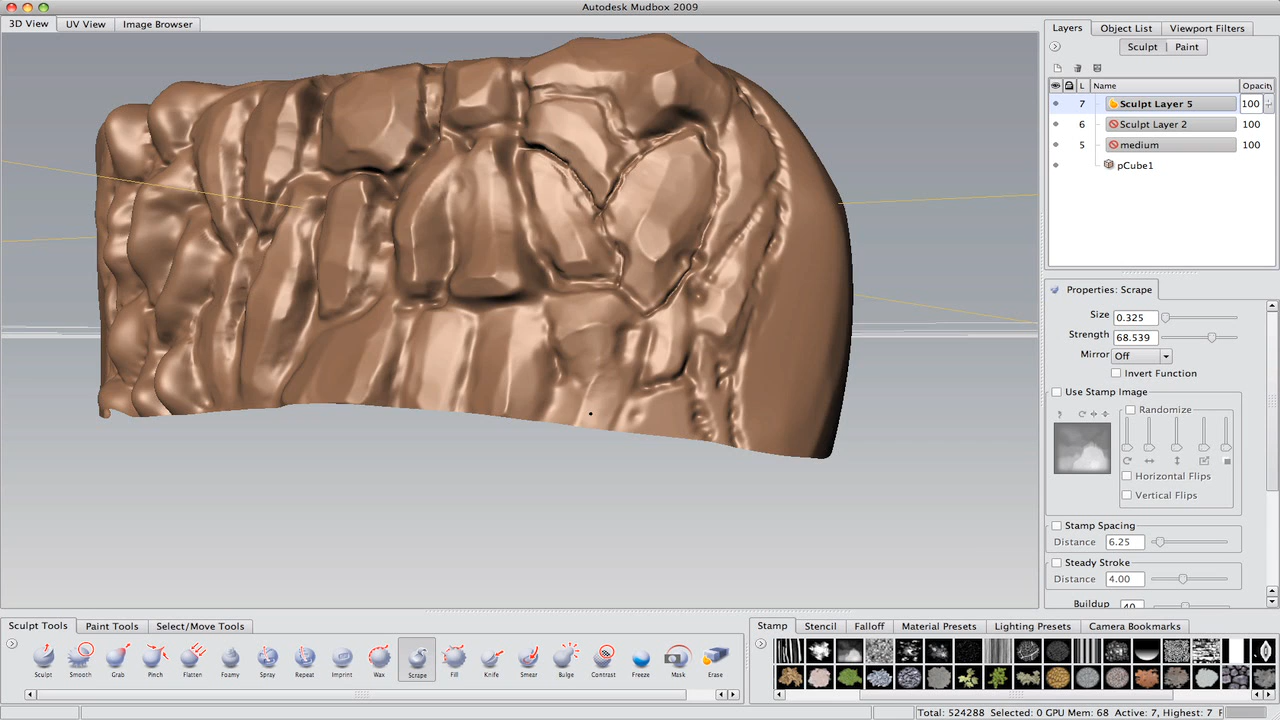 Autodesk Mudbox 2009
3D View UV View Image Browser
Layers Object List Viewport Filters
Sculpt Paint
L Name Opacity
7 Sculpt Layer 5 100
6 Sculpt Layer 2 100
5 medium 100
pCube1
Properties: Scrape
Size 0.325
Strength 68.539
Mirror Off
Invert Function
Use Stamp Image
Randomize
Horizontal Flips
Vertical Flips
Stamp Spacing
Distance 6.25
Steady Stroke
Distance 4.00
Buildup 40
Sculpt Tools Paint Tools Select/Move Tools
Stamp Stencil Falloff Material Presets Lighting Presets Camera Bookmarks
Sculpt Smooth Grab Pinch Flatten Foamy Spray Repeat Imprint Wax Scrape Fill Knife Smear Bulge Contrast Freeze Mask Erase
Total: 524288 Selected: 0 GPU Mem: 68 Active: 7, Highest: 7 F